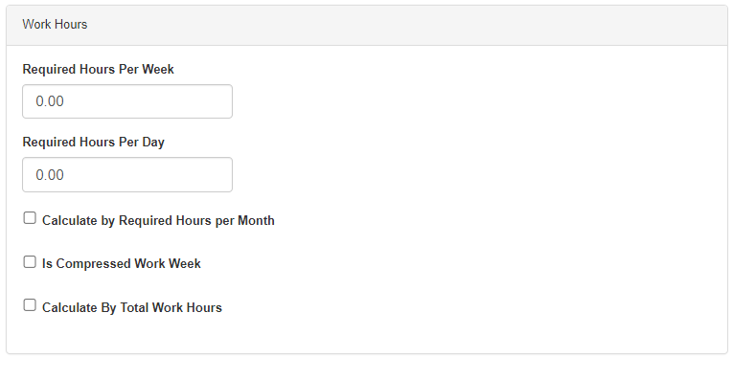 Work Hours
Required Hours Per Week
0.00
Required Hours Per Day
0.00
Calculate by Required Hours per Month
Is Compressed Work Week
Calculate By Total Work Hours